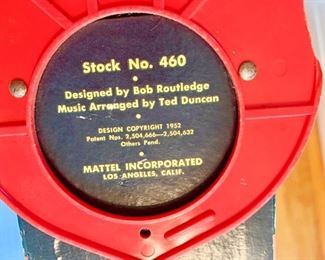 Stock No. 460
Designed by Bob Routledge
Music Arranged by Ted Duncan
DESIGN COPYRIGHT 1952
Patent Nos. 2,504,666—2,504,632
Others Pend.
MATTEL INCORPORATED
LOS ANGELES, CALIF.